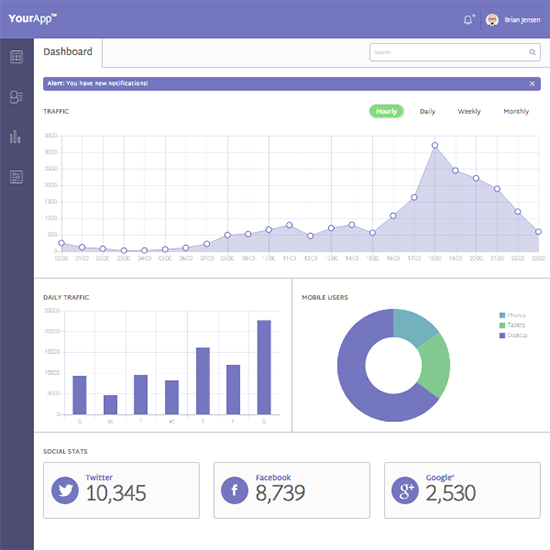 YourApp™
Brian Jensen
Dashboard
Search
Alert: You have new notifications!
TRAFFIC
Hourly Daily Weekly Monthly
3500
3000
2500
2000
1500
1000
500
0
00:00 01:00 02:00 03:00 04:00 05:00 06:00 07:00 08:00 09:00 10:00 11:00 12:00 13:00 14:00 15:00 16:00 17:00 18:00 19:00 20:00 21:00 22:00 23:00
DAILY TRAFFIC
25000
20000
15000
10000
5000
0
S M T W T F S
MOBILE USERS
Phones
Tablets
Desktop
SOCIAL STATS
Twitter
10,345
Facebook
8,739
Google+
2,530